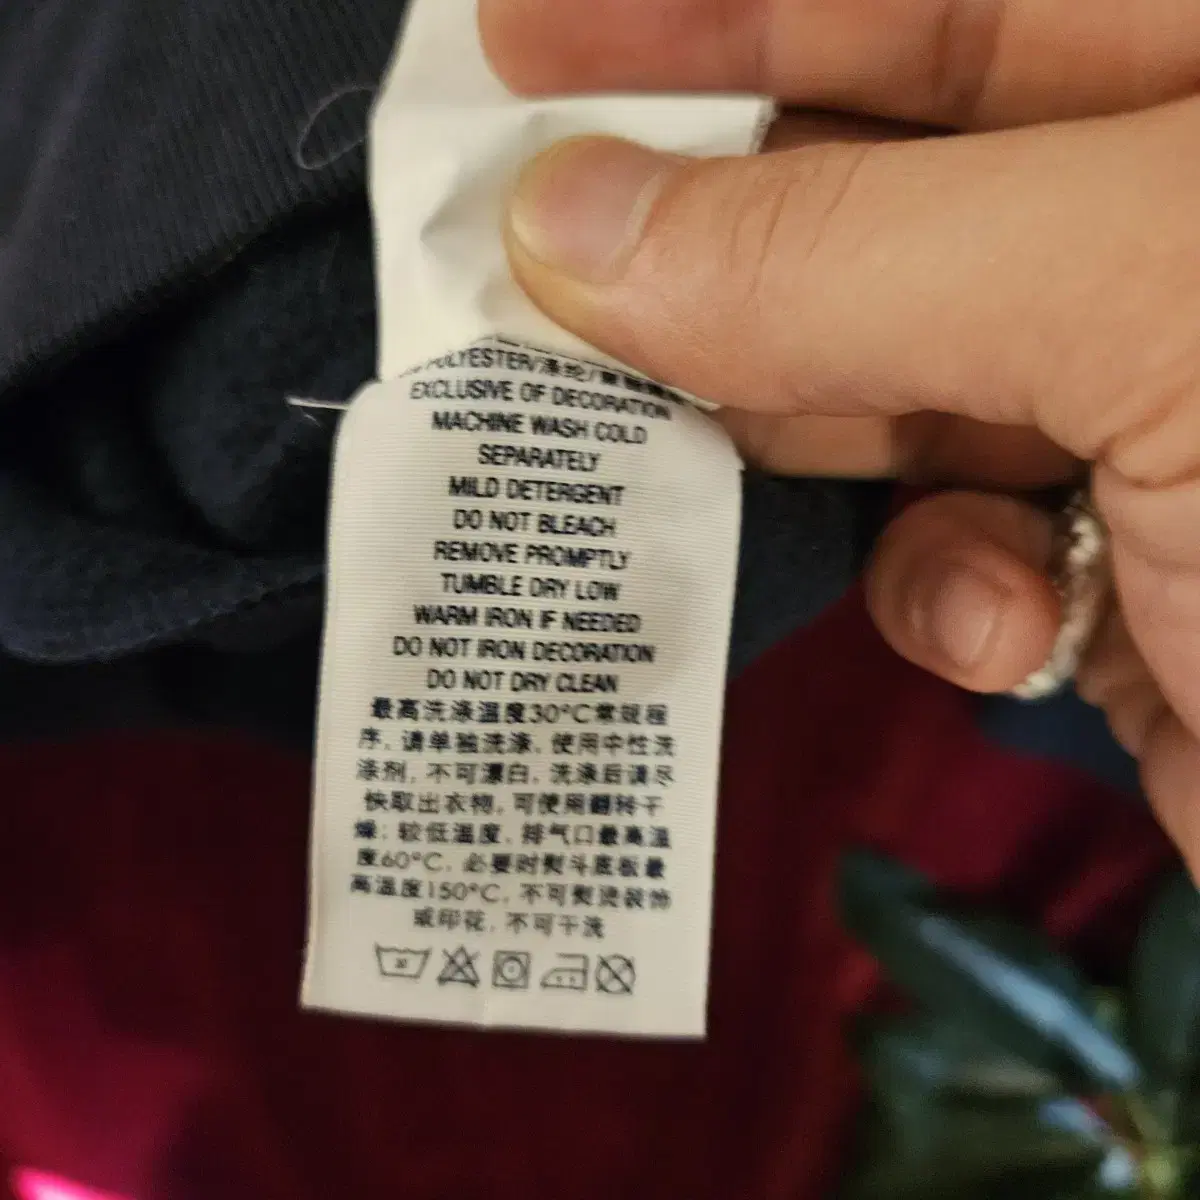 POLYESTER/涤纶/
EXCLUSIVE OF DECORATION
MACHINE WASH COLD
SEPARATELY
MILD DETERGENT
DO NOT BLEACH
REMOVE PROMPTLY
TUMBLE DRY LOW
WARM IRON IF NEEDED
DO NOT IRON DECORATION
DO NOT DRY CLEAN
最高洗涤温度30°C常规程
序, 请单独洗涤, 使用中性洗
涤剂, 不可漂白, 洗涤后请尽
快取出衣物, 可使用翻转干
燥; 较低温度, 排气口最高温
度60°C, 必要时熨斗底板最
高温度150°C, 不可熨烫装饰
或印花, 不可干洗